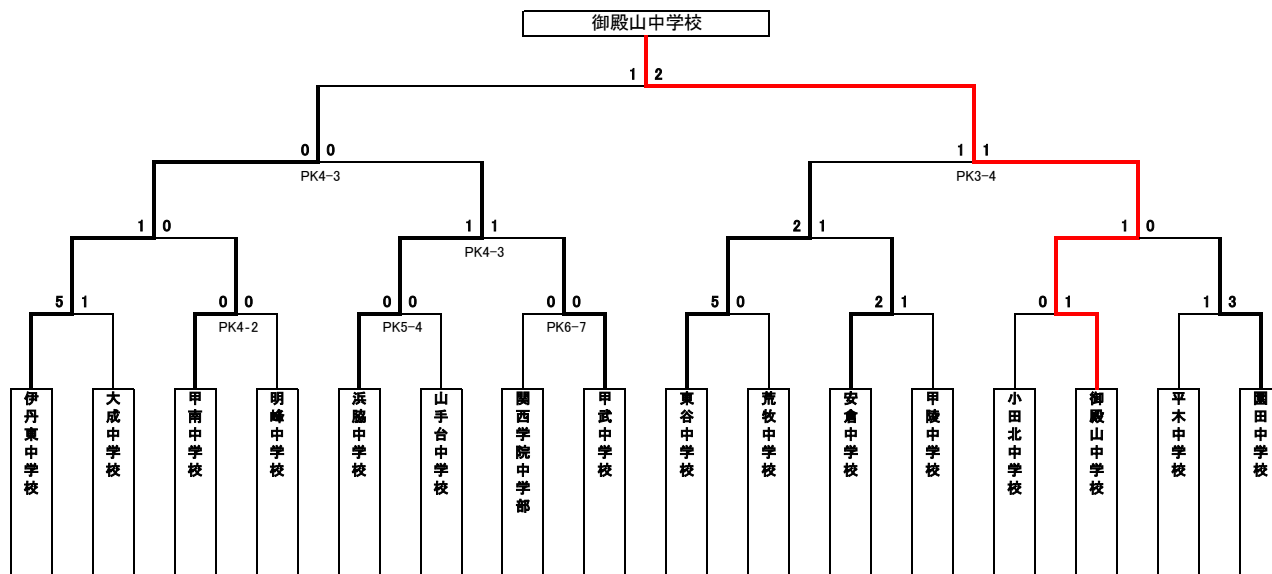 御殿山中学校
1 2
0 0
1 1
PK4-3
PK3-4
1 0
1 1
2 1
1 0
PK4-3
5 1
0 0
0 0
0 0
5 0
2 1
0 1
1 3
PK4-2
PK5-4
PK6-7
伊丹東中学校
大成中学校
甲南中学校
明峰中学校
浜脇中学校
山手台中学校
関西学院中学部
甲武中学校
東谷中学校
荒牧中学校
安倉中学校
甲陵中学校
小田北中学校
御殿山中学校
平木中学校
園田中学校